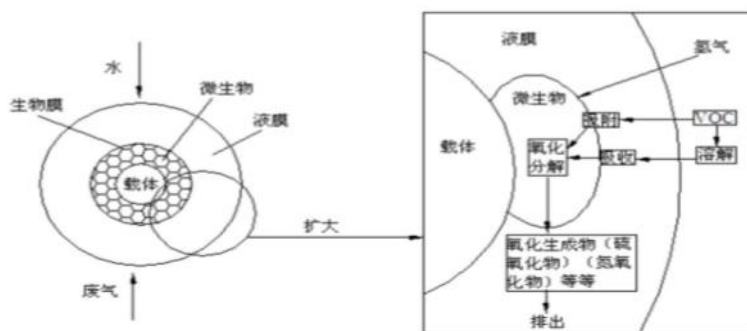 水
生物膜
微生物
液膜
载体
废气
扩大
液膜
氢气
微生物
吸附
VOC
载体
氧化
分解
吸收
溶解
氧化生成物（硫
氧化物）（氮氧
化物）等等
排出